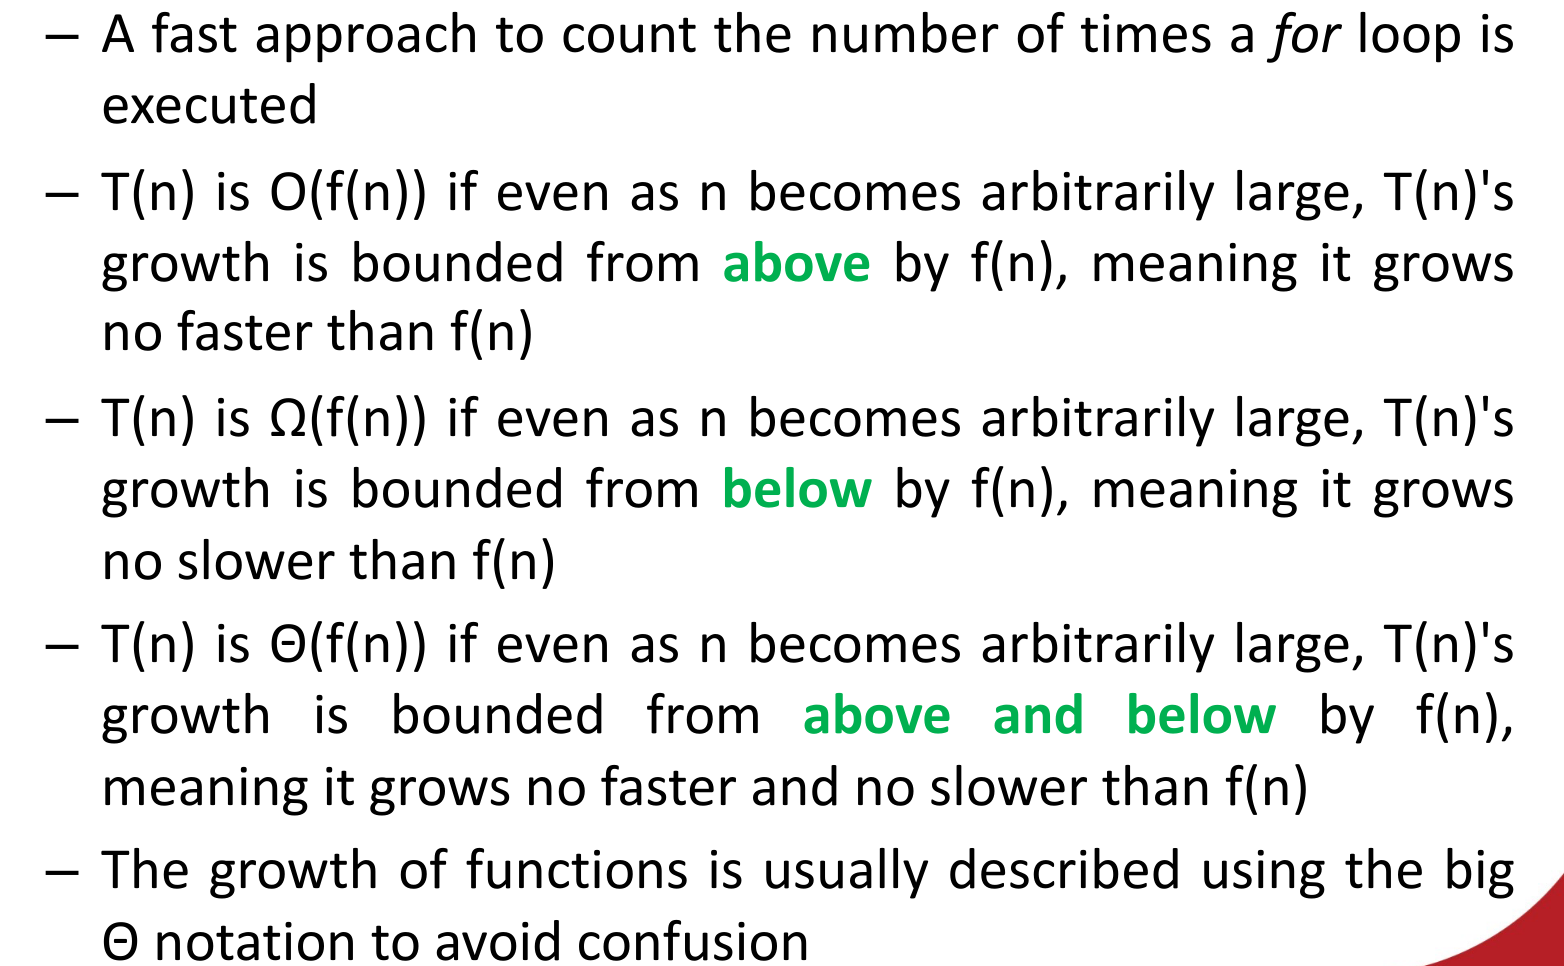 – A fast approach to count the number of times a for loop is
executed
– T(n) is O(f(n)) if even as n becomes arbitrarily large, T(n)'s
growth is bounded from above by f(n), meaning it grows
no faster than f(n)
– T(n) is Ω(f(n)) if even as n becomes arbitrarily large, T(n)'s
growth is bounded from below by f(n), meaning it grows
no slower than f(n)
– T(n) is Θ(f(n)) if even as n becomes arbitrarily large, T(n)'s
growth is bounded from above and below by f(n),
meaning it grows no faster and no slower than f(n)
– The growth of functions is usually described using the big
Θ notation to avoid confusion